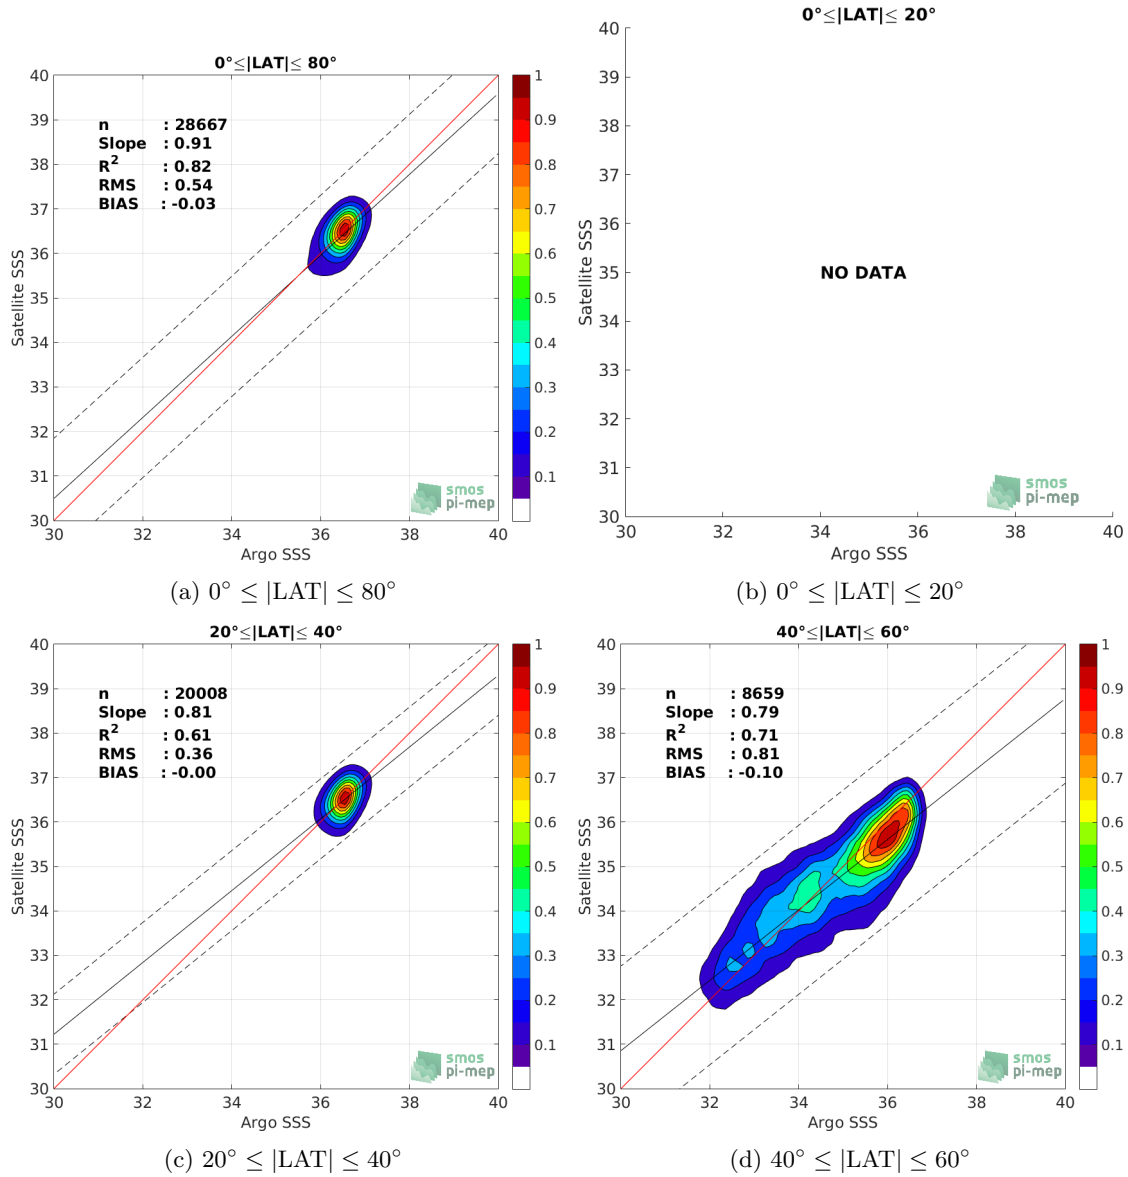 0°≤|LAT|≤ 80°
40
39
38
37
36
35
34
33
32
31
30
Satellite SSS
n : 28667
Slope : 0.91
R² : 0.82
RMS : 0.54
BIAS : -0.03
smos
pi-mep
30 32 34 36 38 40
Argo SSS
1
0.9
0.8
0.7
0.6
0.5
0.4
0.3
0.2
0.1
(a) 0° ≤ |LAT| ≤ 80°
0°≤|LAT|≤ 20°
40
39
38
37
36
35
34
33
32
31
30
Satellite SSS
NO DATA
smos
pi-mep
30 32 34 36 38 40
Argo SSS
(b) 0° ≤ |LAT| ≤ 20°
20°≤|LAT|≤ 40°
40
39
38
37
36
35
34
33
32
31
30
Satellite SSS
n : 20008
Slope : 0.81
R² : 0.61
RMS : 0.36
BIAS : -0.00
smos
pi-mep
30 32 34 36 38 40
Argo SSS
1
0.9
0.8
0.7
0.6
0.5
0.4
0.3
0.2
0.1
(c) 20° ≤ |LAT| ≤ 40°
40°≤|LAT|≤ 60°
40
39
38
37
36
35
34
33
32
31
30
Satellite SSS
n : 8659
Slope : 0.79
R² : 0.71
RMS : 0.81
BIAS : -0.10
smos
pi-mep
30 32 34 36 38 40
Argo SSS
1
0.9
0.8
0.7
0.6
0.5
0.4
0.3
0.2
0.1
(d) 40° ≤ |LAT| ≤ 60°